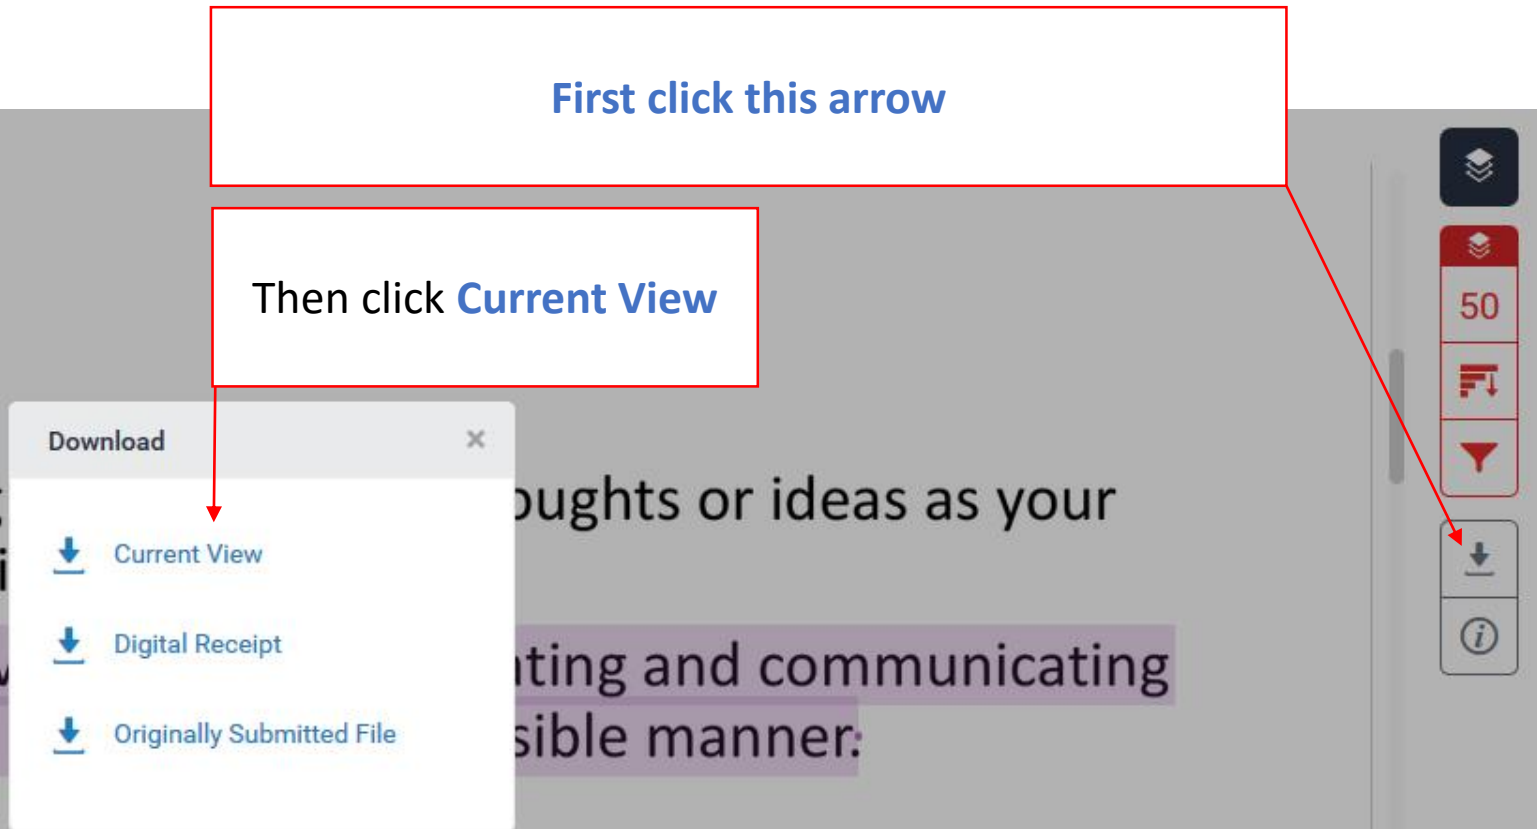 First click this arrow
Then click Current View
50
Download ×
oughts or ideas as your
Current View
Digital Receipt
ting and communicating
Originally Submitted File
sible manner:
i